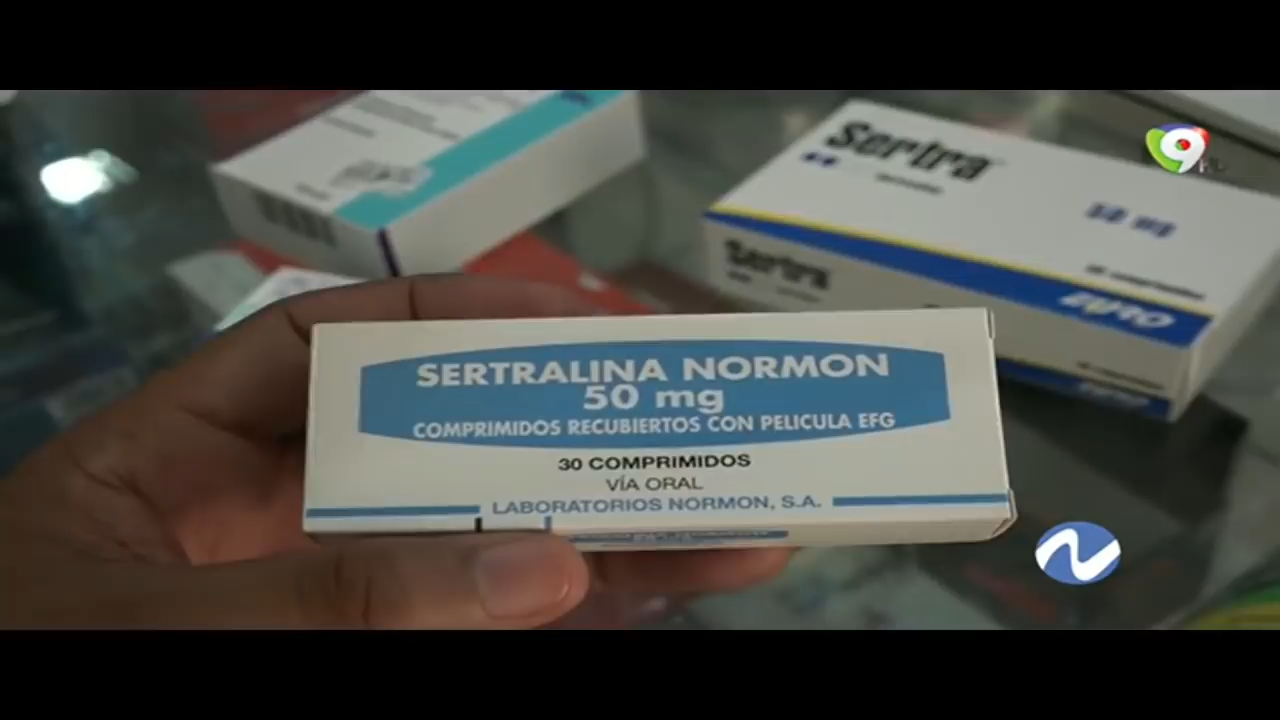 Sertra
50 mg
Sertra
SERTRALINA NORMON
50 mg
COMPRIMIDOS RECUBIERTOS CON PELICULA EFG
30 COMPRIMIDOS
VÍA ORAL
LABORATORIOS NORMON, S.A.
9